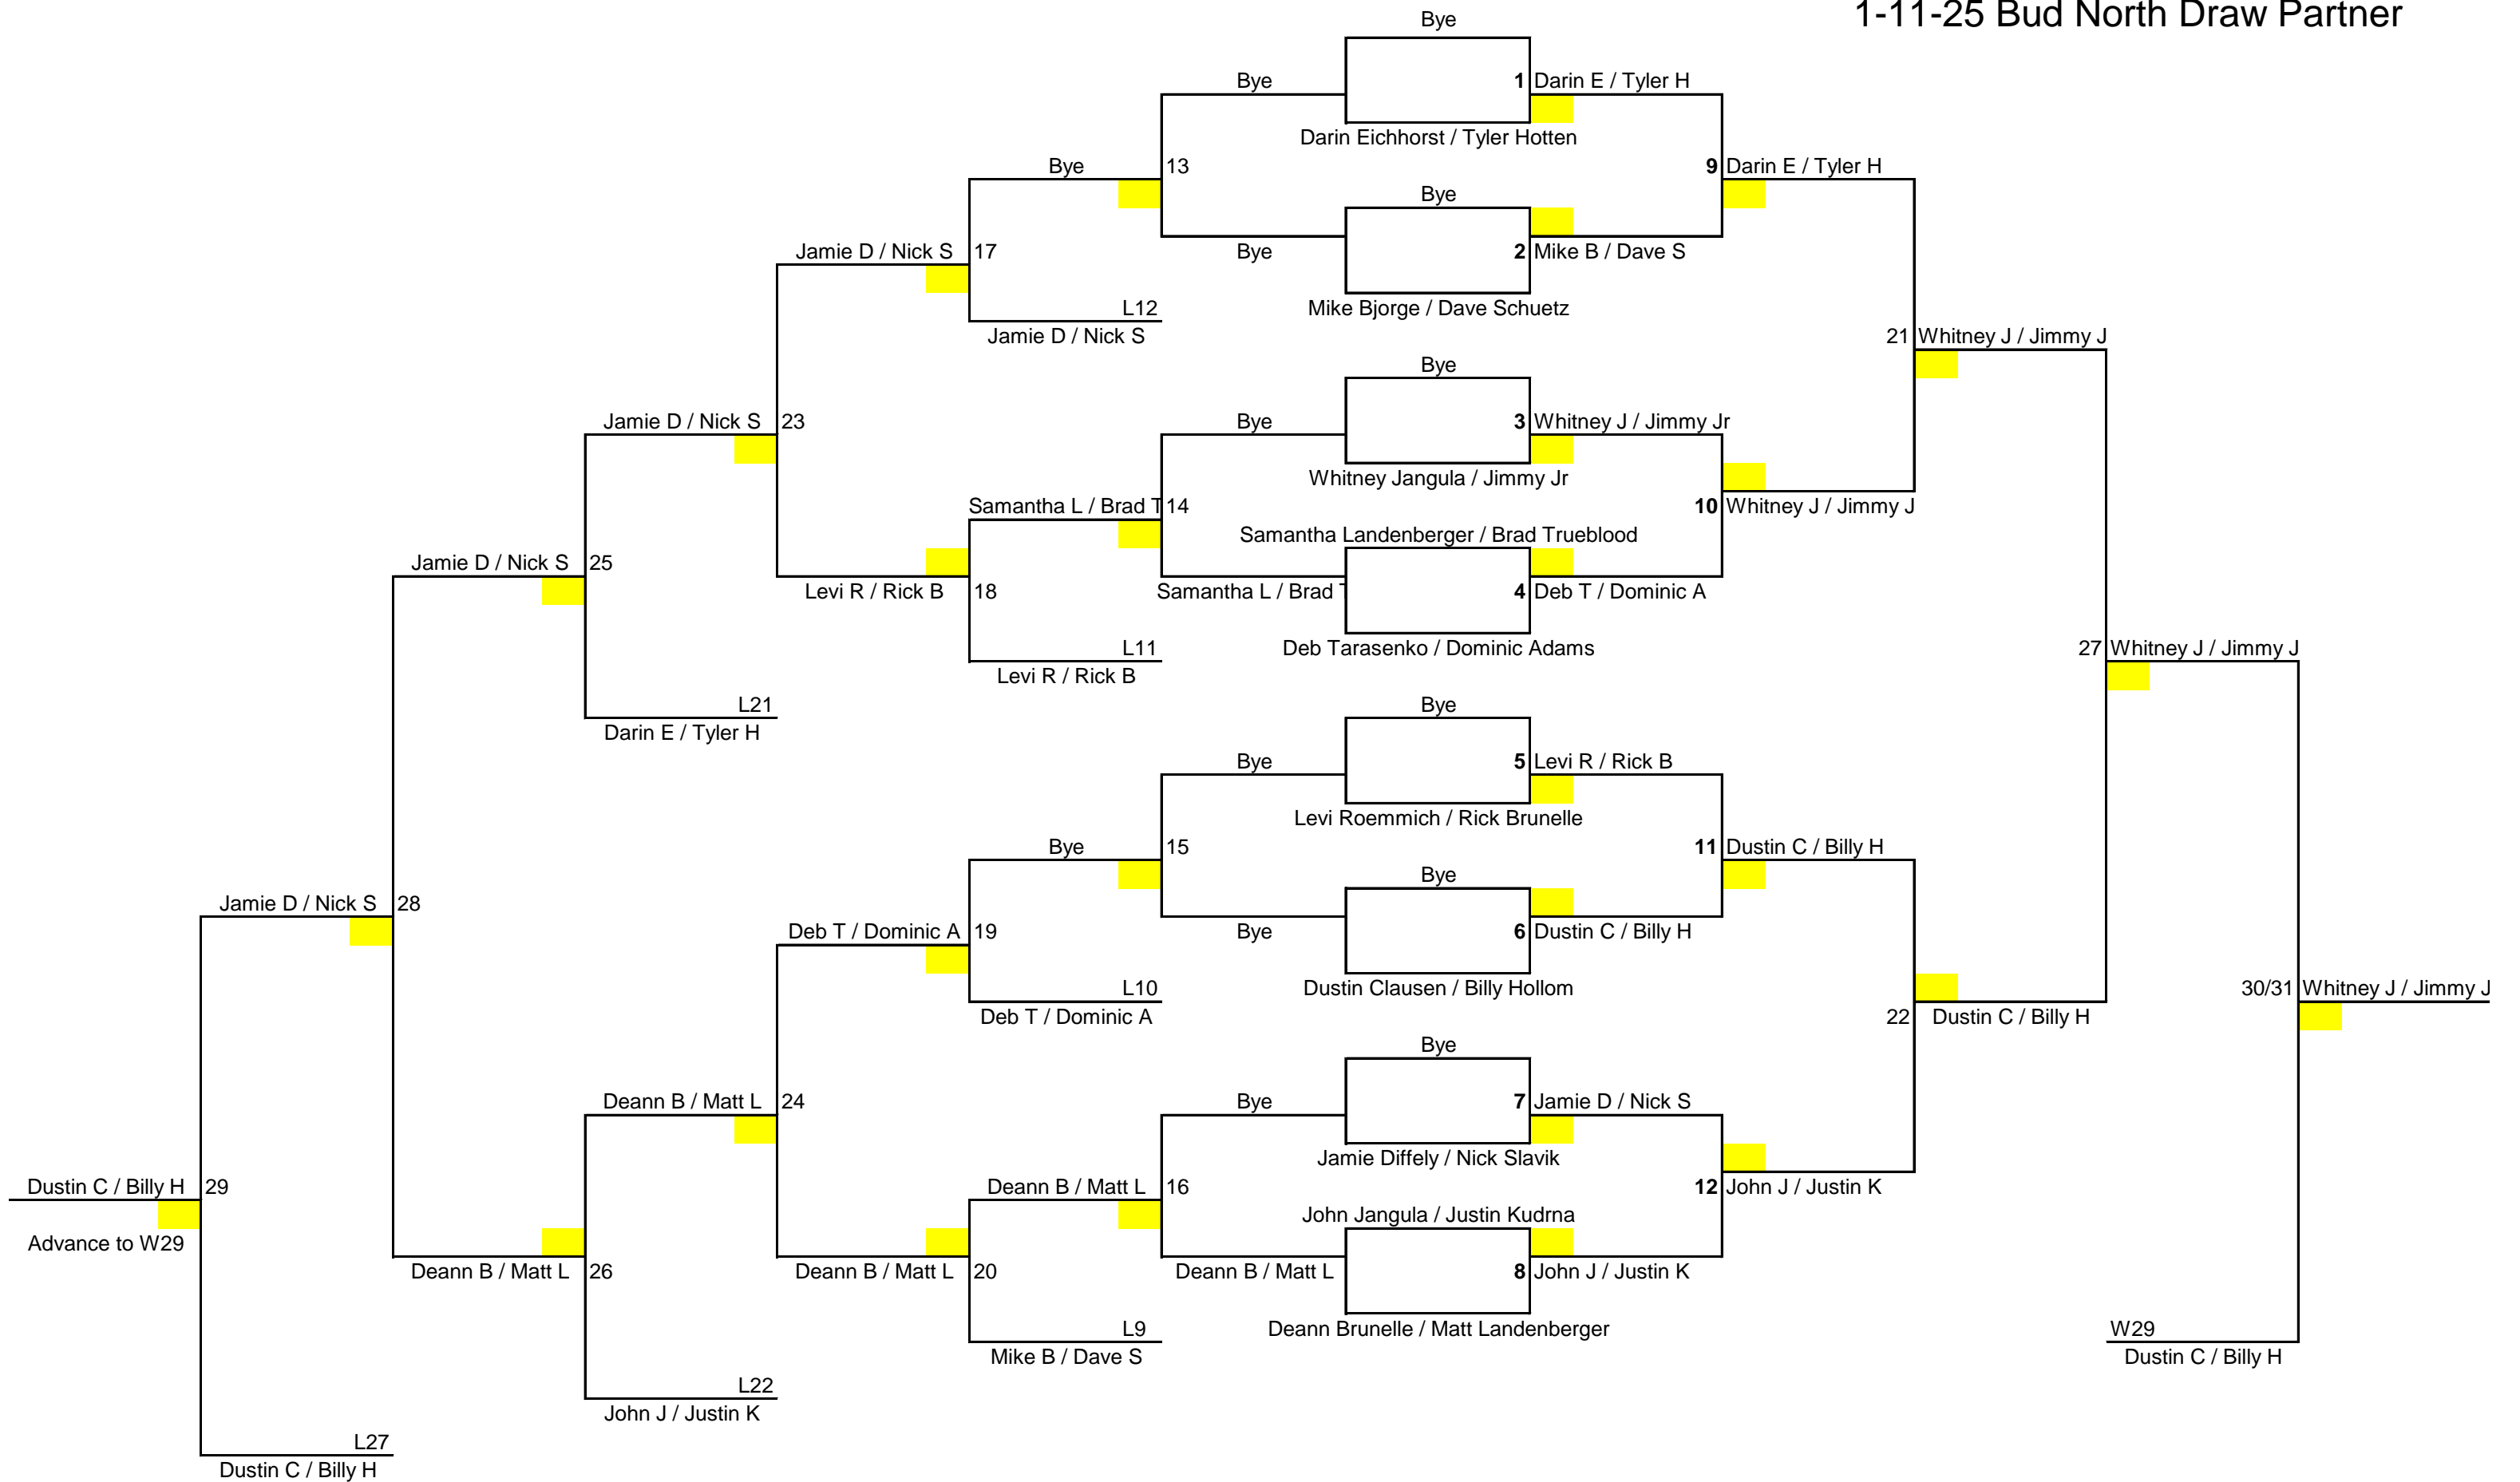 1-11-25 Bud North Draw Partner
Bye
Bye
1 Darin E / Tyler H
Darin Eichhorst / Tyler Hotten
Bye
13
9 Darin E / Tyler H
Bye
Jamie D / Nick S
17
Bye
2 Mike B / Dave S
L12
Mike Bjorge / Dave Schuetz
Jamie D / Nick S
21 Whitney J / Jimmy J
Bye
Jamie D / Nick S
23
Bye
3 Whitney J / Jimmy Jr
Whitney Jangula / Jimmy Jr
Samantha L / Brad T
14
10 Whitney J / Jimmy J
Samantha Landenberger / Brad Trueblood
Jamie D / Nick S
25
Levi R / Rick B
18
Samantha L / Brad T
4 Deb T / Dominic A
L11
Deb Tarasenko / Dominic Adams
27 Whitney J / Jimmy J
Levi R / Rick B
L21
Bye
Darin E / Tyler H
Bye
5 Levi R / Rick B
Levi Roemmich / Rick Brunelle
Bye
15
11 Dustin C / Billy H
Bye
Jamie D / Nick S
28
Deb T / Dominic A
19
Bye
6 Dustin C / Billy H
L10
Dustin Clausen / Billy Hollom
30/31 Whitney J / Jimmy J
Deb T / Dominic A
22
Dustin C / Billy H
Bye
Deann B / Matt L
24
Bye
7 Jamie D / Nick S
Jamie Diffely / Nick Slavik
Dustin C / Billy H
29
Deann B / Matt L
16
12 John J / Justin K
John Jangula / Justin Kudrna
Advance to W29
Deann B / Matt L
26
Deann B / Matt L
20
Deann B / Matt L
8 John J / Justin K
L9
Deann Brunelle / Matt Landenberger
W29
Mike B / Dave S
Dustin C / Billy H
L22
John J / Justin K
L27
Dustin C / Billy H